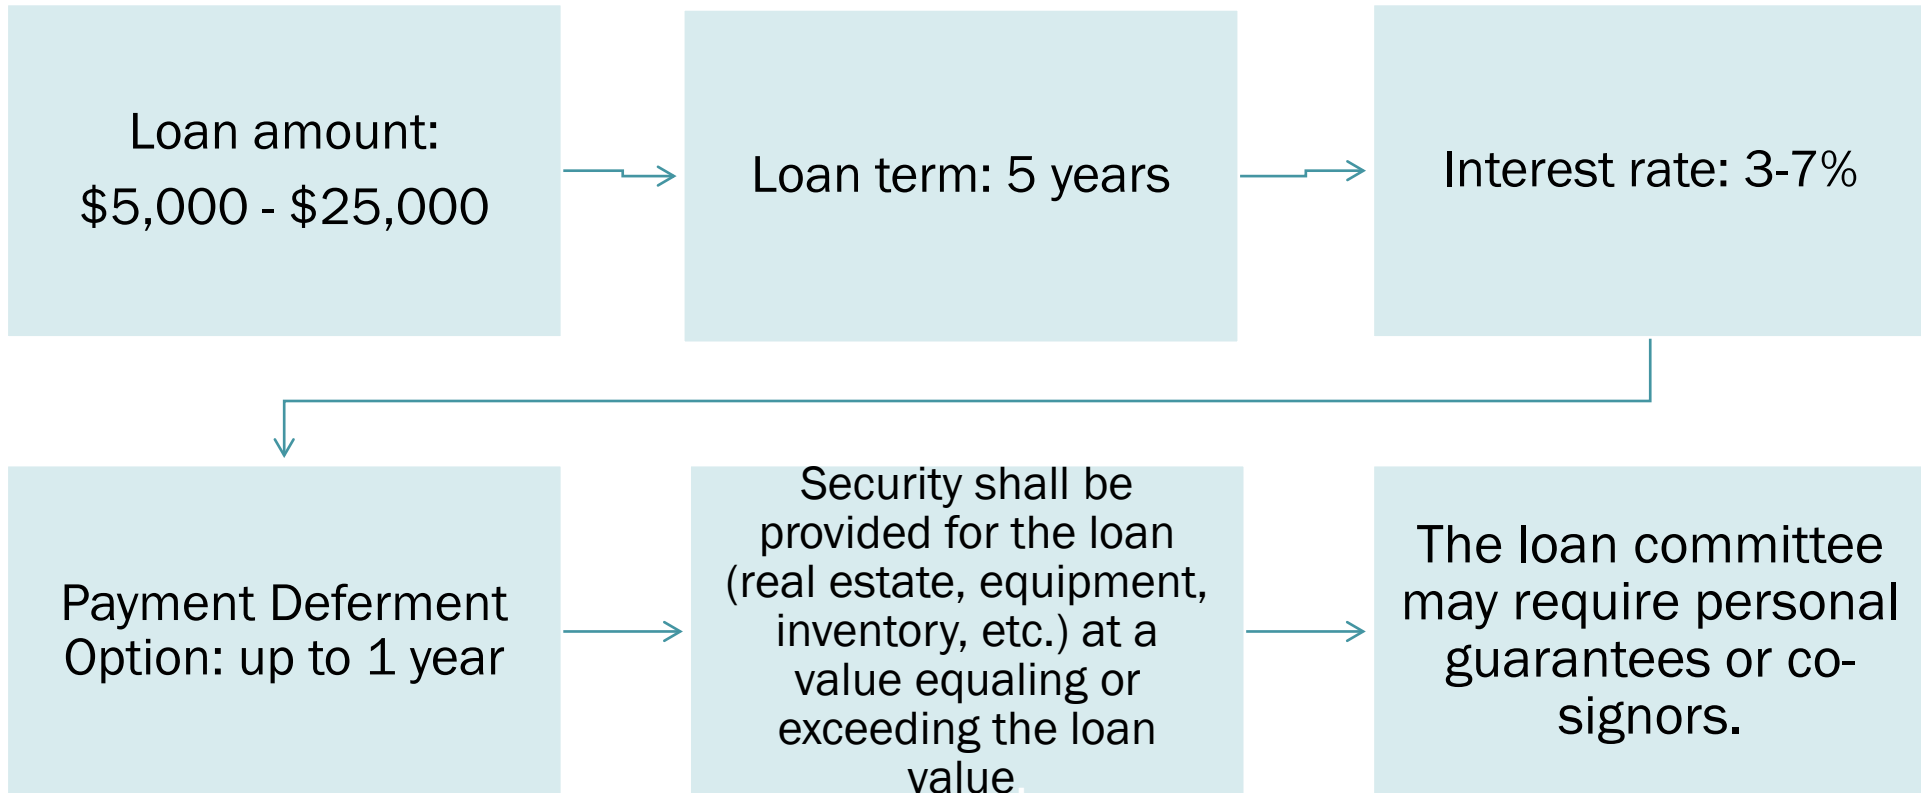 Loan amount:
$5,000 - $25,000
Loan term: 5 years
Interest rate: 3-7%
Payment Deferment
Option: up to 1 year
Security shall be
provided for the loan
(real estate, equipment,
inventory, etc.) at a
value equaling or
exceeding the loan
value.
The loan committee
may require personal
guarantees or co-
signors.